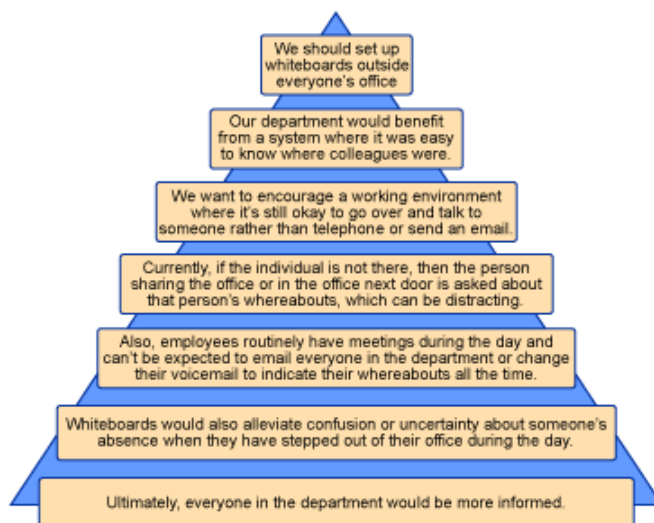 We should set up
whiteboards outside
everyone's office
Our department would benefit
from a system where it was easy
to know where colleagues were.
We want to encourage a working environment
where it's still okay to go over and talk to
someone rather than telephone or send an email.
Currently, if the individual is not there, then the person
sharing the office or in the office next door is asked about
that person's whereabouts, which can be distracting.
Also, employees routinely have meetings during the day and
can't be expected to email everyone in the department or change
their voicemail to indicate their whereabouts all the time.
Whiteboards would also alleviate confusion or uncertainty about someone's
absence when they have stepped out of their office during the day.
Ultimately, everyone in the department would be more informed.